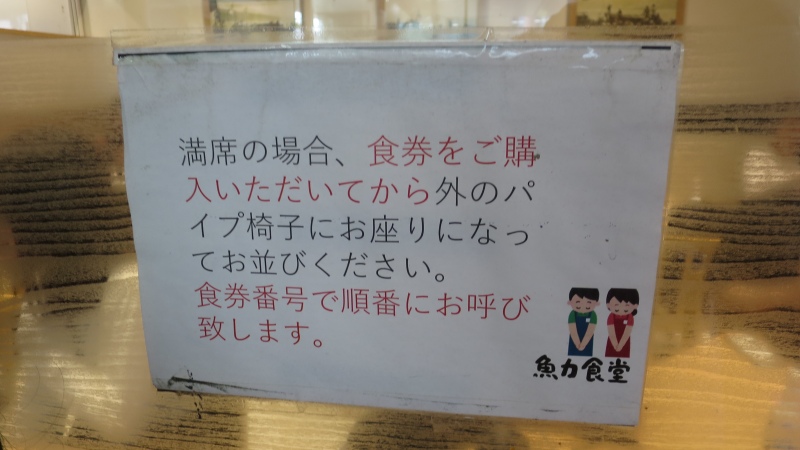 満席の場合、食券をご購
入いただいてから外のパ
イプ椅子にお座りになっ
てお並びください。
食券番号で順番にお呼び
致します。
魚力食堂